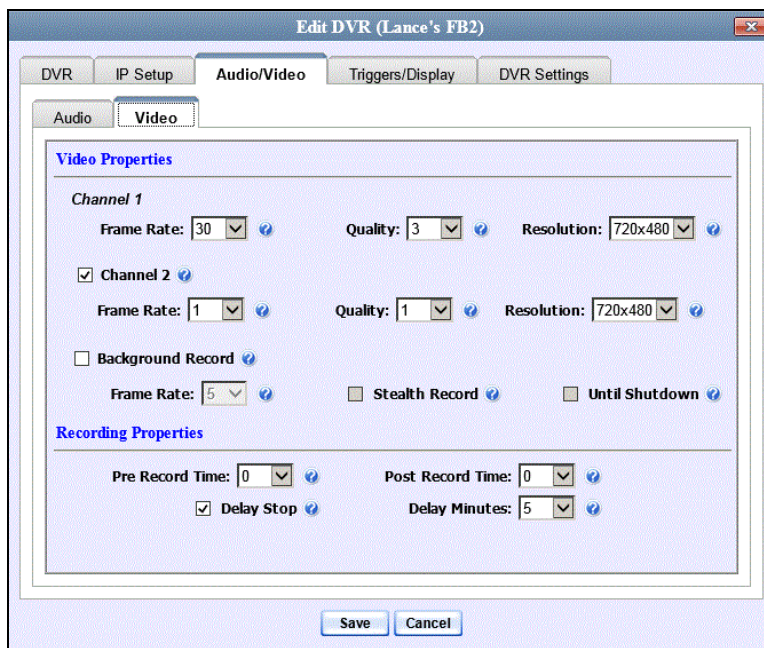 Edit DVR (Lance's FB2)
DVR IP Setup Audio/Video Triggers/Display DVR Settings
Audio Video
Video Properties
Channel 1
Frame Rate: 30 Quality: 3 Resolution: 720x480
Channel 2
Frame Rate: 1 Quality: 1 Resolution: 720x480
Background Record
Frame Rate: 5 Stealth Record Until Shutdown
Recording Properties
Pre Record Time: 0 Post Record Time: 0
Delay Stop Delay Minutes: 5
Save Cancel